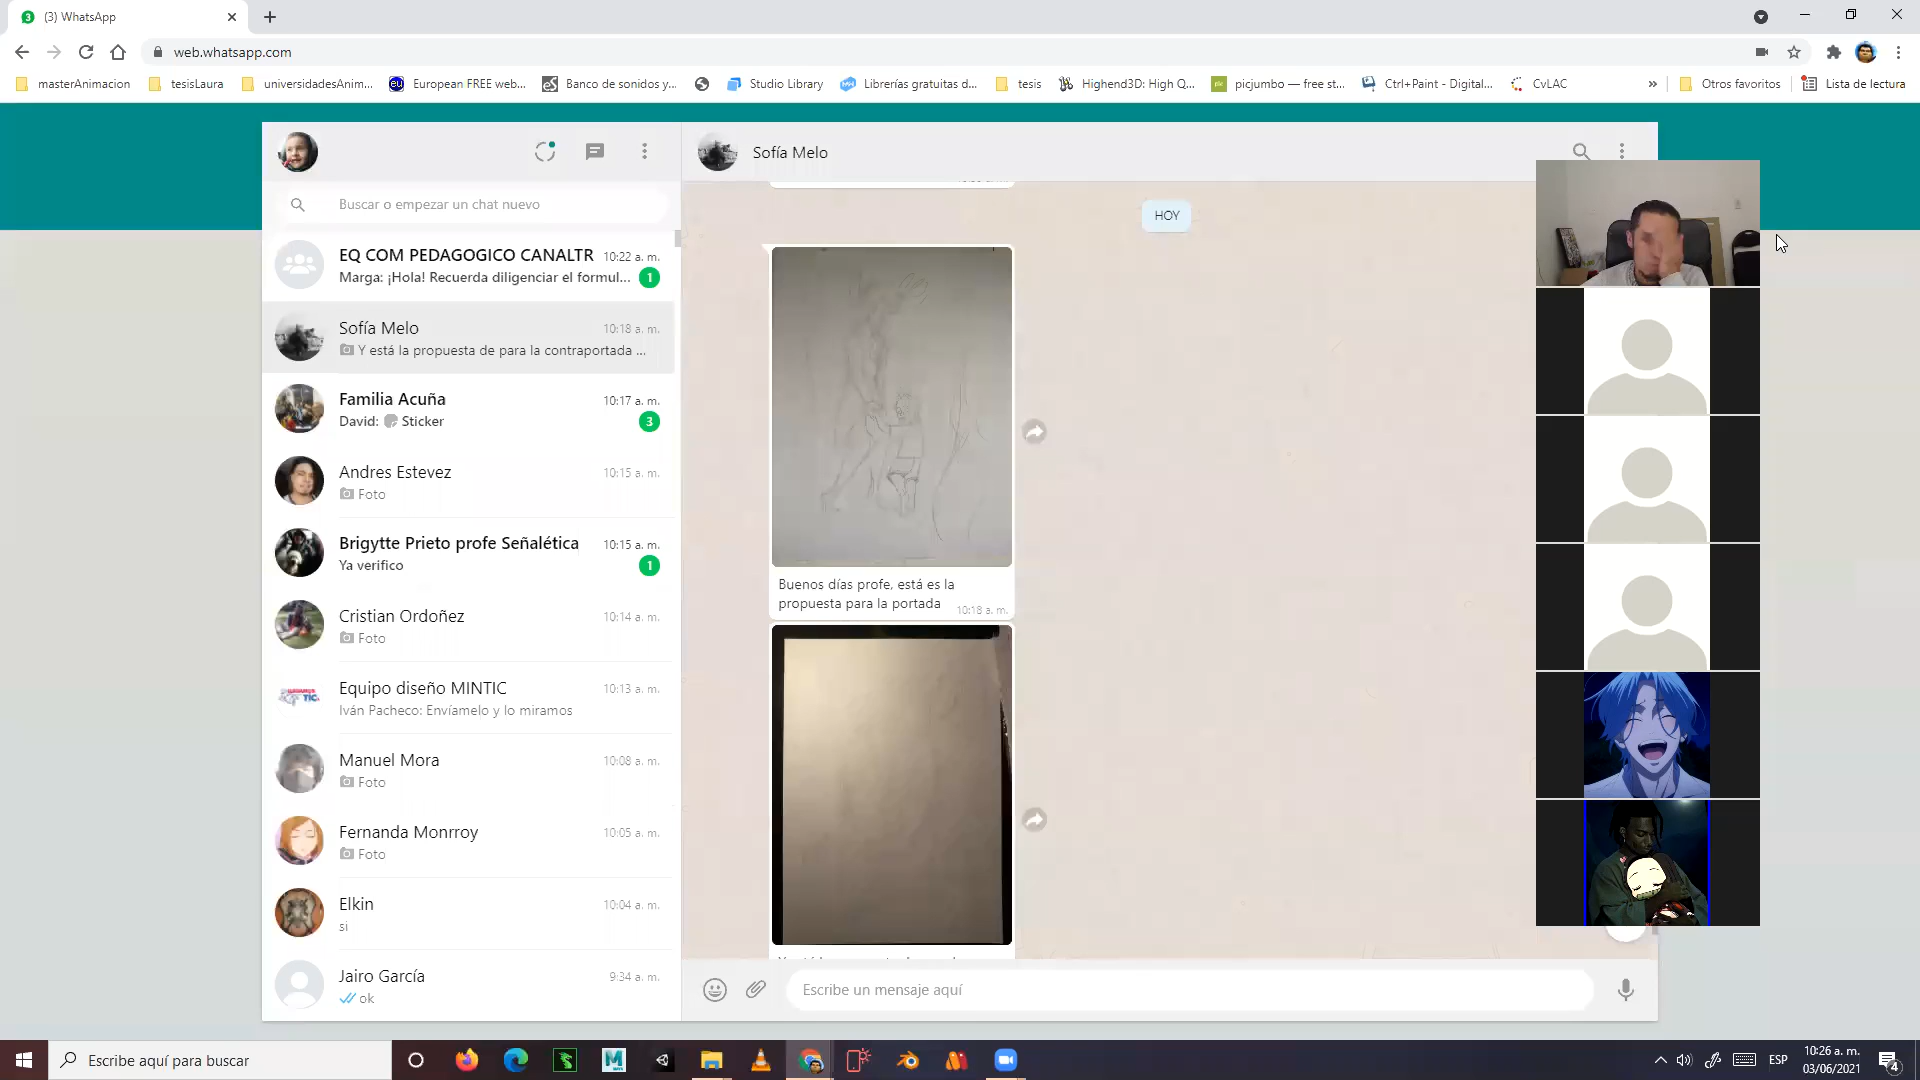 (3) WhatsApp
web.whatsapp.com
masterAnimacion
tesisLaura
universidadesAnim...
European FREE web...
Banco de sonidos y...
Studio Library
Librerías gratuitas d...
tesis
Highend3D: High Q...
picjumbo — free st...
Ctrl+Paint - Digital...
CvLAC
»
Otros favoritos
Lista de lectura
Sofía Melo
Buscar o empezar un chat nuevo
HOY
EQ COM PEDAGOGICO CANALTR 10:22 a. m.
Marga: ¡Hola! Recuerda diligenciar el formul... 1
Sofía Melo 10:18 a. m.
Y está la propuesta de para la contraportada ...
Familia Acuña 10:17 a. m.
David: Sticker 3
Andres Estevez 10:15 a. m.
Foto
Brigytte Prieto profe Señalética 10:15 a. m.
Ya verifico 1
Cristian Ordoñez 10:14 a. m.
Foto
Equipo diseño MINTIC 10:13 a. m.
Iván Pacheco: Envíamelo y lo miramos
Manuel Mora 10:08 a. m.
Foto
Fernanda Monrroy 10:05 a. m.
Foto
Elkin 10:04 a. m.
si
Jairo García 9:34 a. m.
ok
Buenos días profe, está es la
propuesta para la portada 10:18 a. m.
Escribe un mensaje aquí
Escribe aquí para buscar
ESP
10:26 a. m.
03/06/2021
4